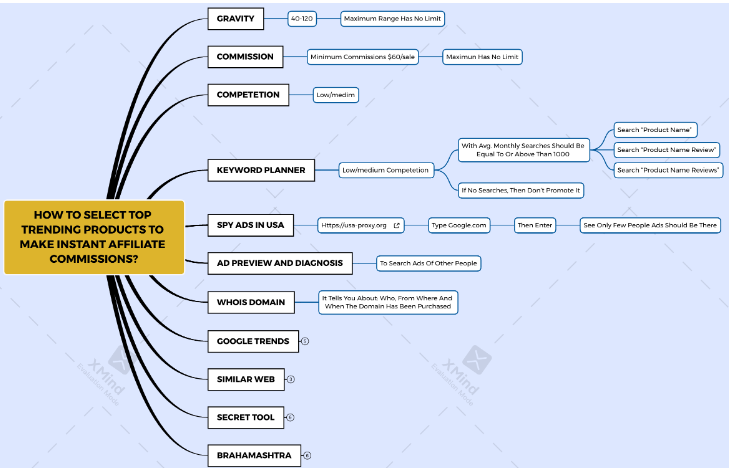 GRAVITY
40-120
Maximum Range Has No Limit
COMMISSION
Minimum Commissions $60/sale
Maximun Has No Limit
COMPETETION
Low/medim
KEYWORD PLANNER
Low/medium Competetion
With Avg. Monthly Searches Should Be
Equal To Or Above Than 1000
Search "Product Name"
Search "Product Name Review"
Search "Product Name Reviews"
If No Searches, Then Don't Promote It
HOW TO SELECT TOP
TRENDING PRODUCTS TO
MAKE INSTANT AFFILIATE
COMMISSIONS?
SPY ADS IN USA
Https://usa-proxy.org
Type Google.com
Then Enter
See Only Few People Ads Should Be There
AD PREVIEW AND DIAGNOSIS
To Search Ads Of Other People
WHOIS DOMAIN
It Tells You About: Who, From Where And
When The Domain Has Been Purchased
GOOGLE TRENDS
SIMILAR WEB
SECRET TOOL
BRAHAMASHTRA
XMind
Evaluation Mode
XMind
Evaluation Mode